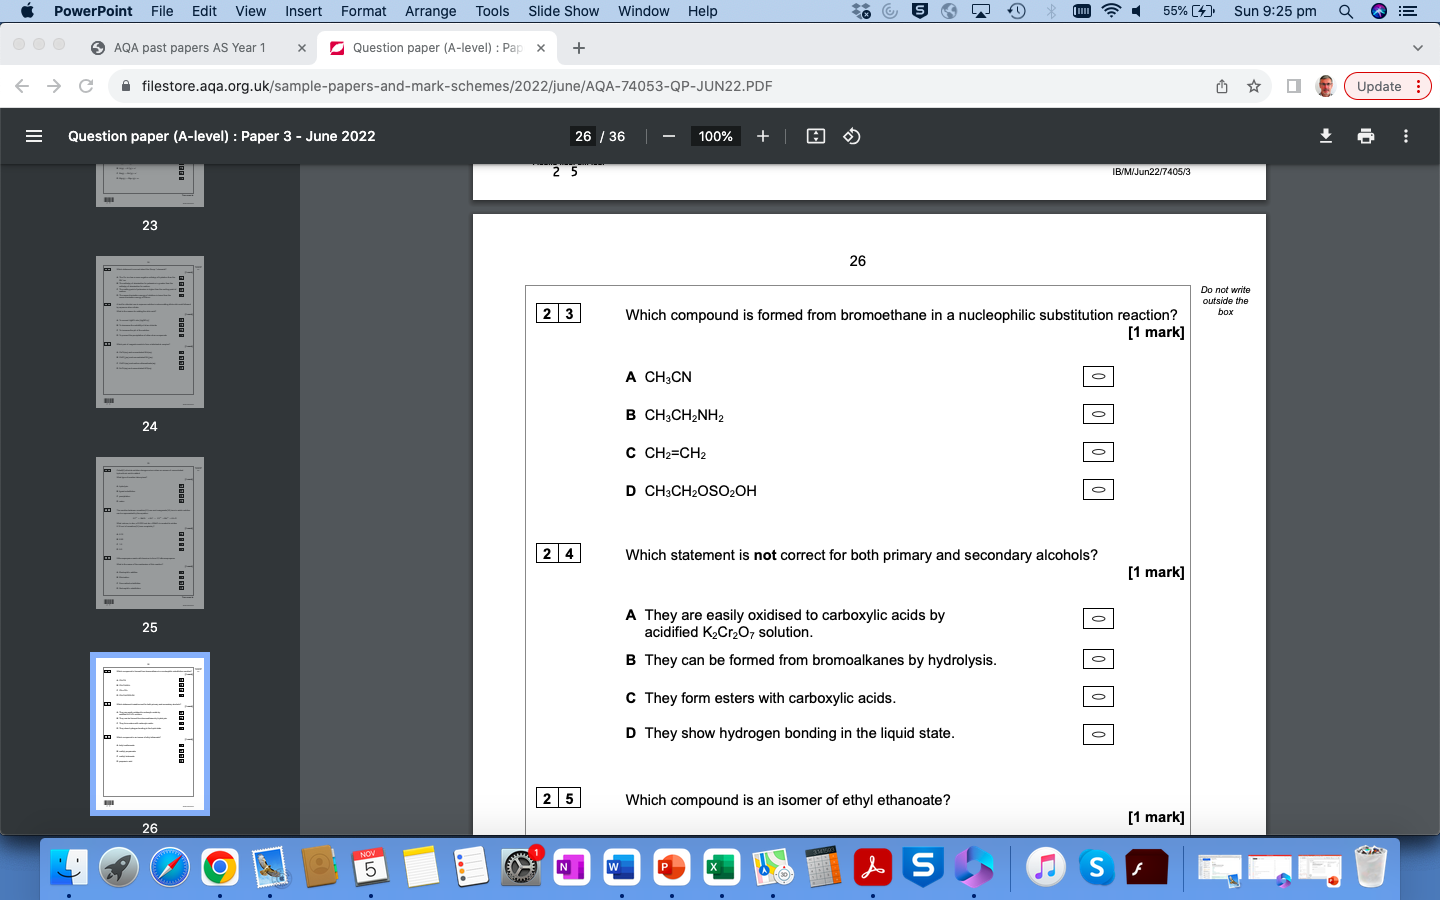 PowerPoint File Edit View Insert Format Arrange Tools Slide Show Window Help 55% Sun 9:25 pm
AQA past papers AS Year 1 Question paper (A-level) : Pap
filestore.aqa.org.uk/sample-papers-and-mark-schemes/2022/june/AQA-74053-QP-JUN22.PDF Update
Question paper (A-level) : Paper 3 - June 2022 26 / 36 100%
23
24
25
26
2 5
IB/M/Jun22/7405/3
26
Do not write
outside the
box
2 3 Which compound is formed from bromoethane in a nucleophilic substitution reaction?
[1 mark]
A CH₃CN
B CH₃CH₂NH₂
C CH₂=CH₂
D CH₃CH₂OSO₂OH
2 4 Which statement is not correct for both primary and secondary alcohols?
[1 mark]
A They are easily oxidised to carboxylic acids by
acidified K₂Cr₂O₇ solution.
B They can be formed from bromoalkanes by hydrolysis.
C They form esters with carboxylic acids.
D They show hydrogen bonding in the liquid state.
2 5 Which compound is an isomer of ethyl ethanoate?
[1 mark]
NOV
5
1
N
W
P
X
3D
S
S